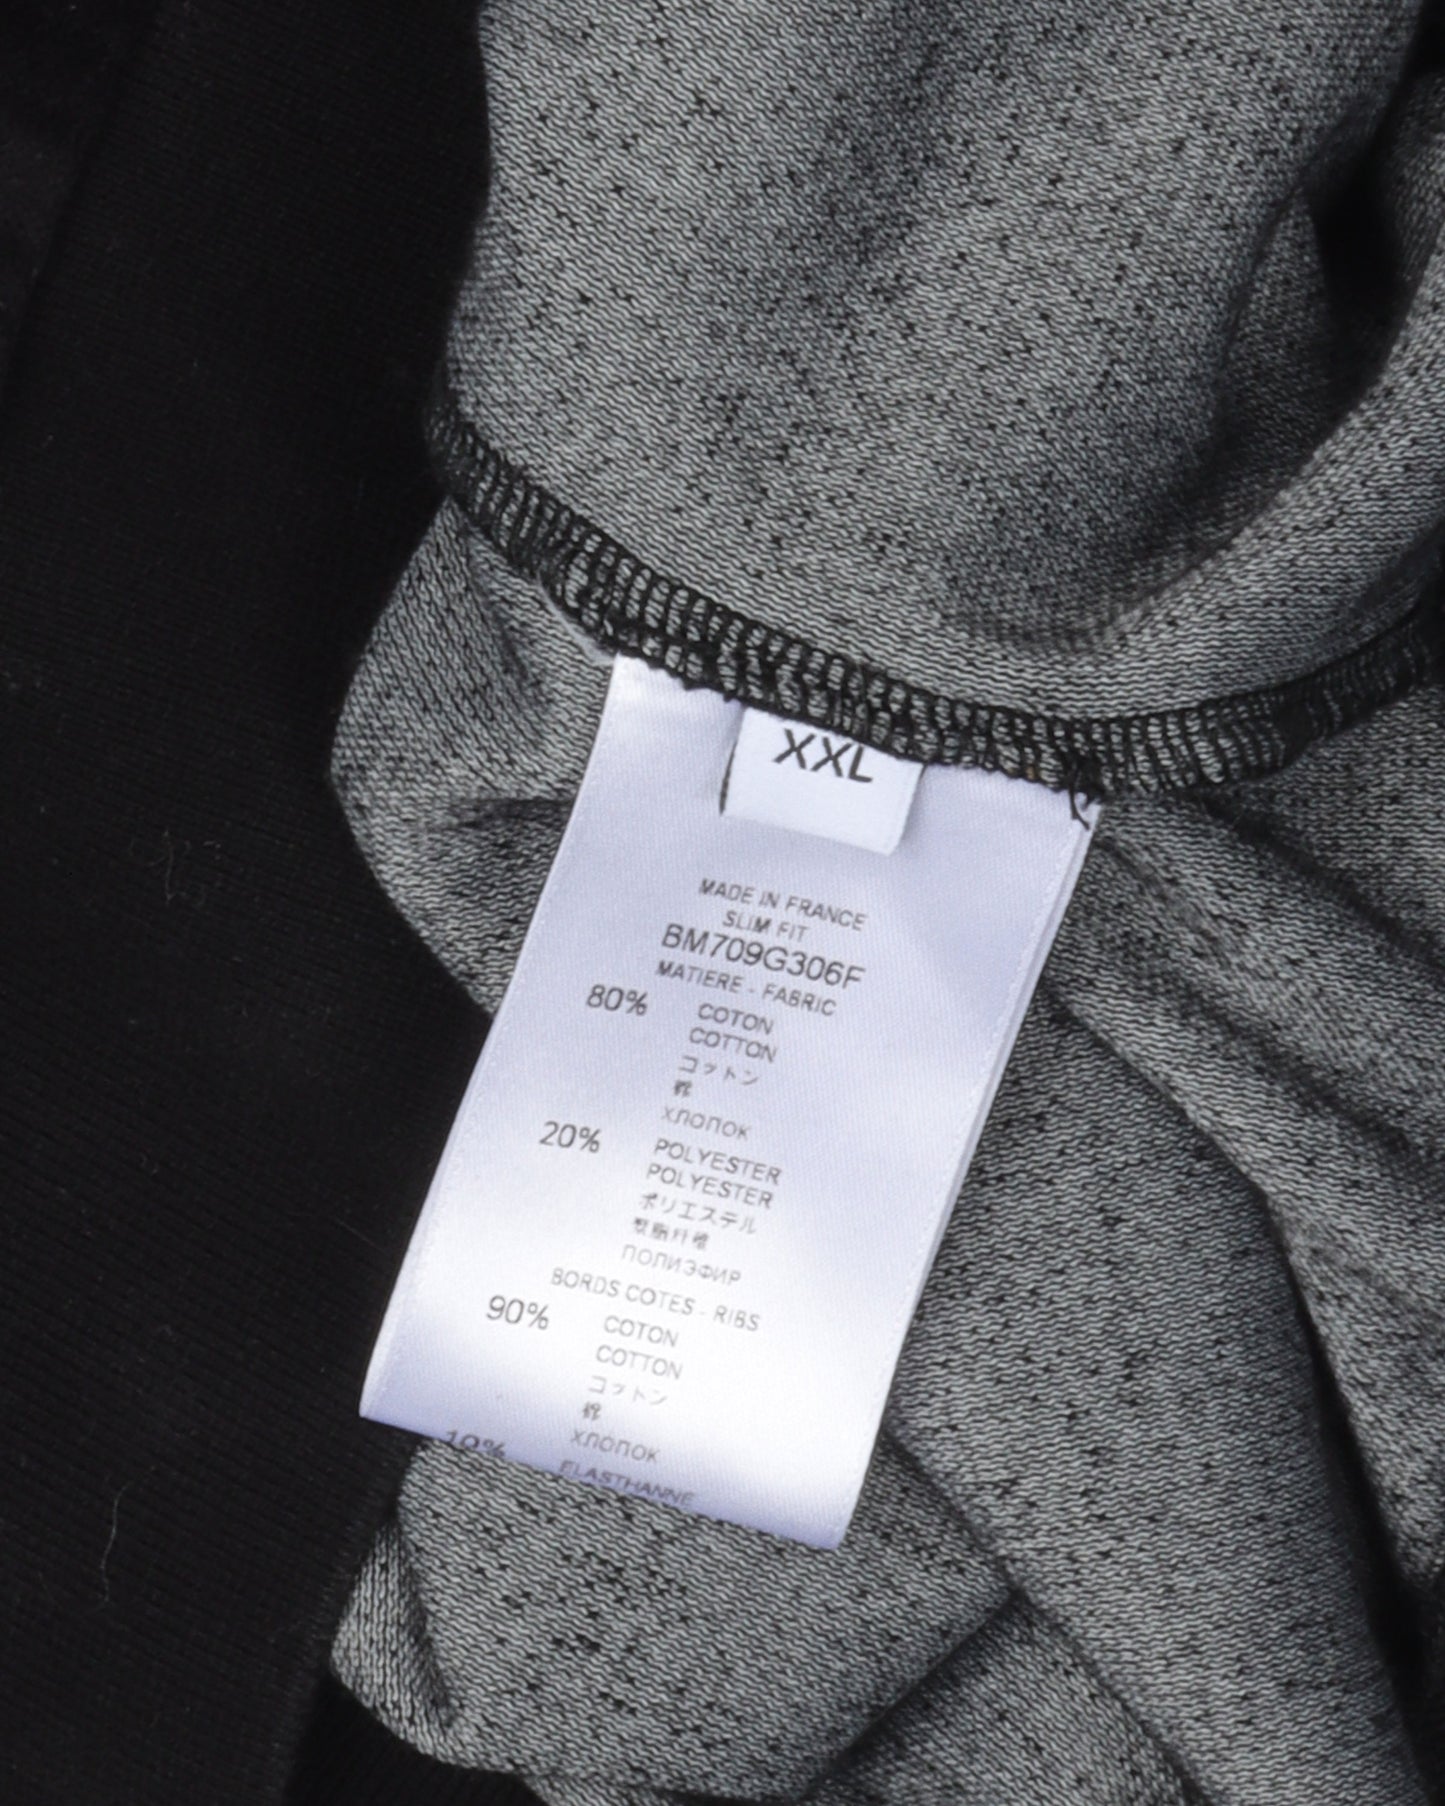 XXL
MADE IN FRANCE
SLIM FIT
BM709G306F
MATIERE - FABRIC
80% COTON
COTTON
コットン
棉
ХЛОПОК
20% POLYESTER
POLYESTER
ポリエステル
聚酯纤维
ПОЛИЭФИР
BORDS COTES - RIBS
90% COTON
COTTON
コットン
棉
ХЛОПОК
10% ELASTHANNE